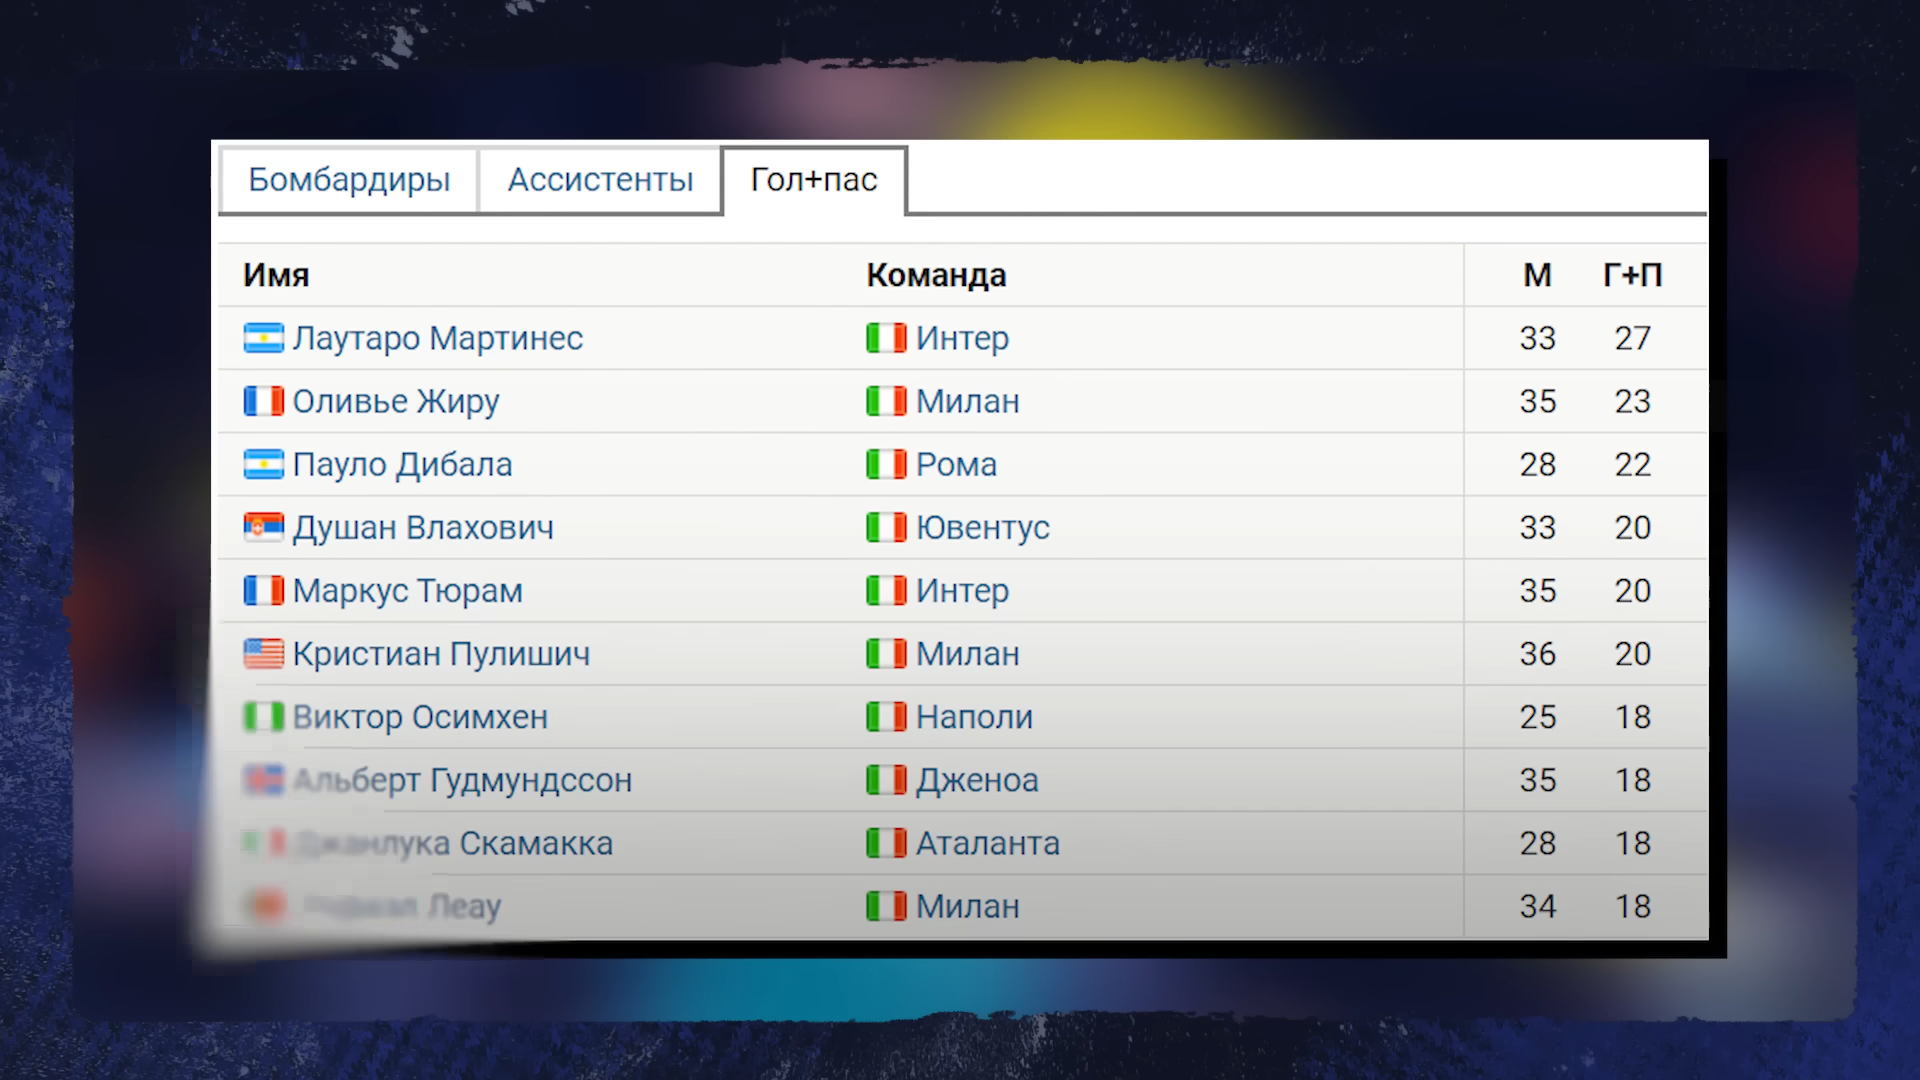 Бомбардиры Ассистенты Гол+пас
Имя Команда М Г+П
Лаутаро Мартинес Интер 33 27
Оливье Жиру Милан 35 23
Пауло Дибала Рома 28 22
Душан Влахович Ювентус 33 20
Маркус Тюрам Интер 35 20
Кристиан Пулишич Милан 36 20
Виктор Осимхен Наполи 25 18
Альберт Гудмундссон Дженоа 35 18
Джанлука Скамакка Аталанта 28 18
Леау Милан 34 18